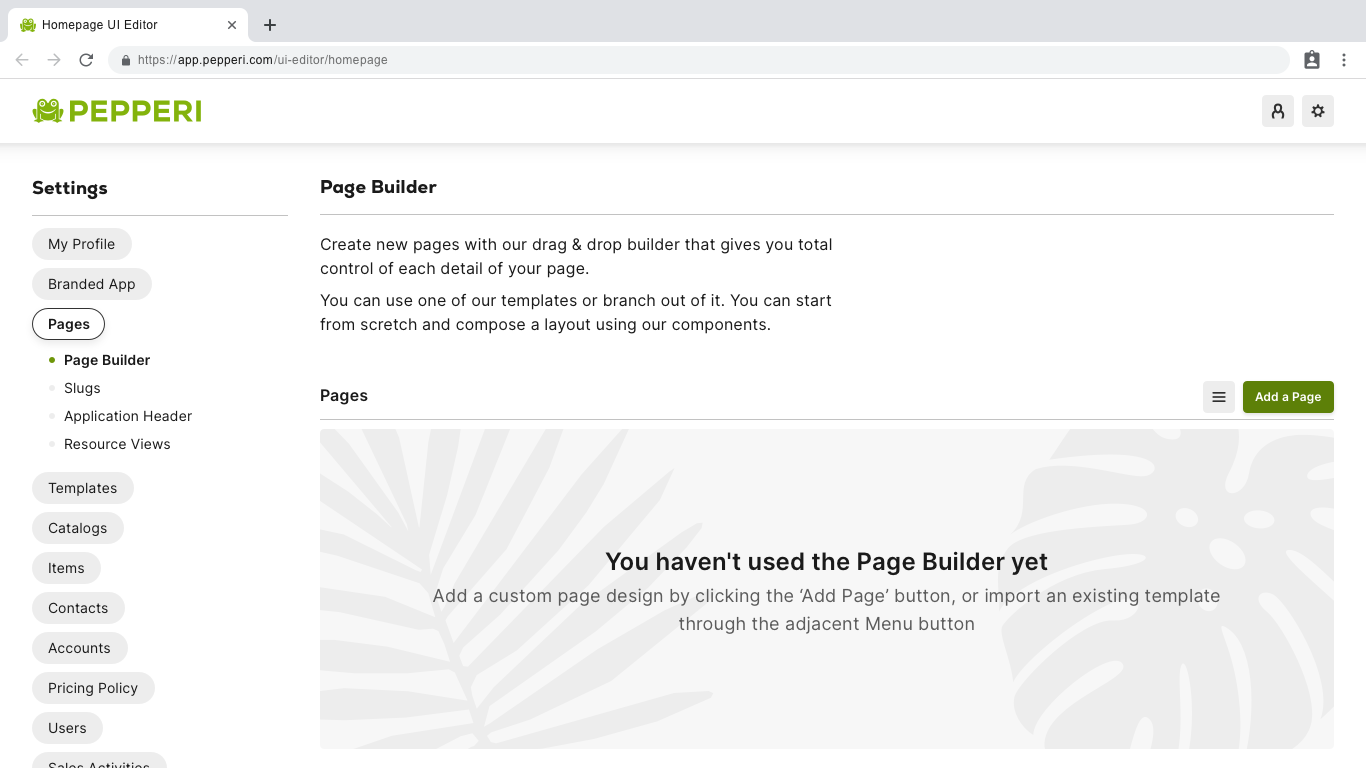 Homepage UI Editor
https://app.pepperi.com/ui-editor/homepage
PEPPERI
Settings
My Profile
Branded App
Pages
Page Builder
Slugs
Application Header
Resource Views
Templates
Catalogs
Items
Contacts
Accounts
Pricing Policy
Users
Sales Activities
Page Builder
Create new pages with our drag & drop builder that gives you total
control of each detail of your page.
You can use one of our templates or branch out of it. You can start
from scretch and compose a layout using our components.
Pages
Add a Page
You haven't used the Page Builder yet
Add a custom page design by clicking the ‘Add Page’ button, or import an existing template
through the adjacent Menu button